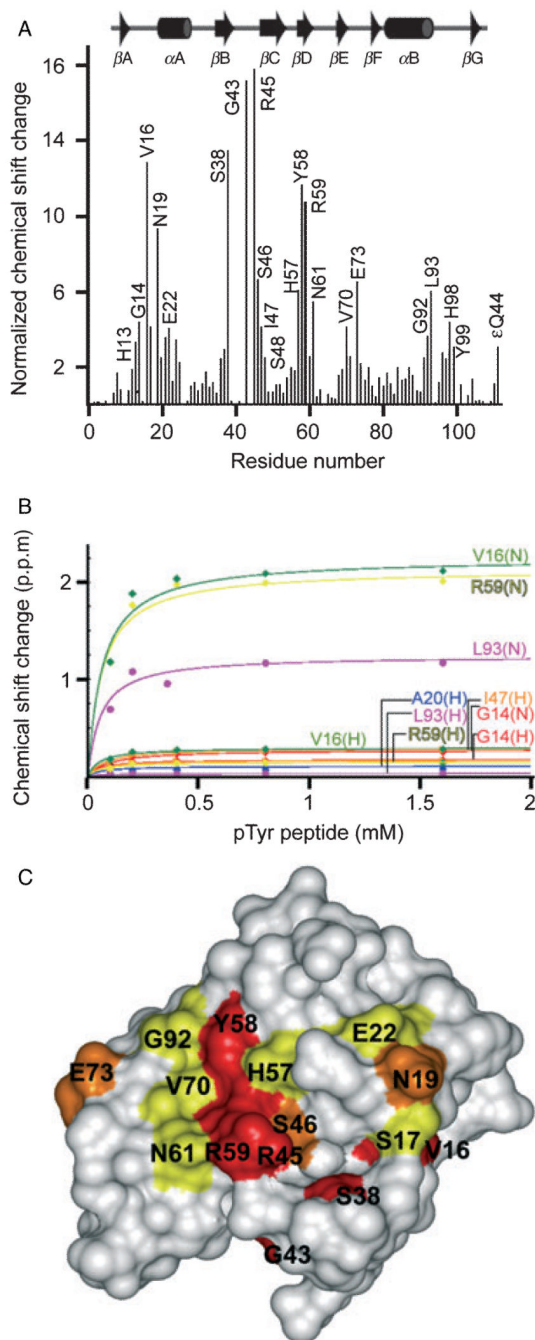 A
βA αA βB βC βD βE βF αB βG
Normalized chemical shift change
16
14
10
6
2
V16
N19
G14
H13
E22
S38
G43
R45
S46
I47
S48
H57
Y58
R59
N61
V70
E73
G92
L93
H98
Y99
εQ44
0 20 40 60 80 100
Residue number
B
Chemical shift change (p.p.m)
2
1
V16(N)
R59(N)
L93(N)
V16(H)
A20(H)
L93(H)
R59(H)
I47(H)
G14(N)
G14(H)
0 0.5 1 1.5 2
pTyr peptide (mM)
C
Y58
G92
E22
E73
H57
N19
V70
S46
N61
R59
R45
S17
V16
S38
G43